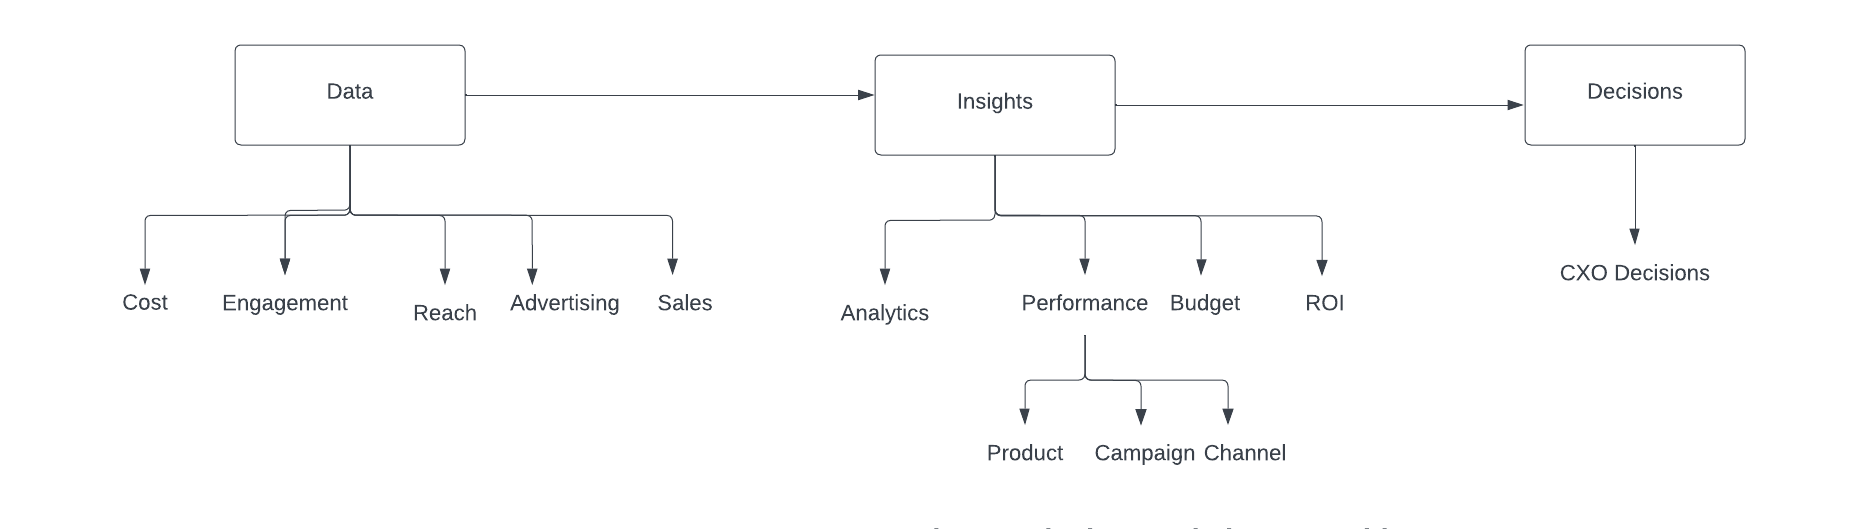 Data
Insights
Decisions
Cost
Engagement
Reach
Advertising
Sales
Analytics
Performance
Budget
ROI
CXO Decisions
Product
Campaign
Channel